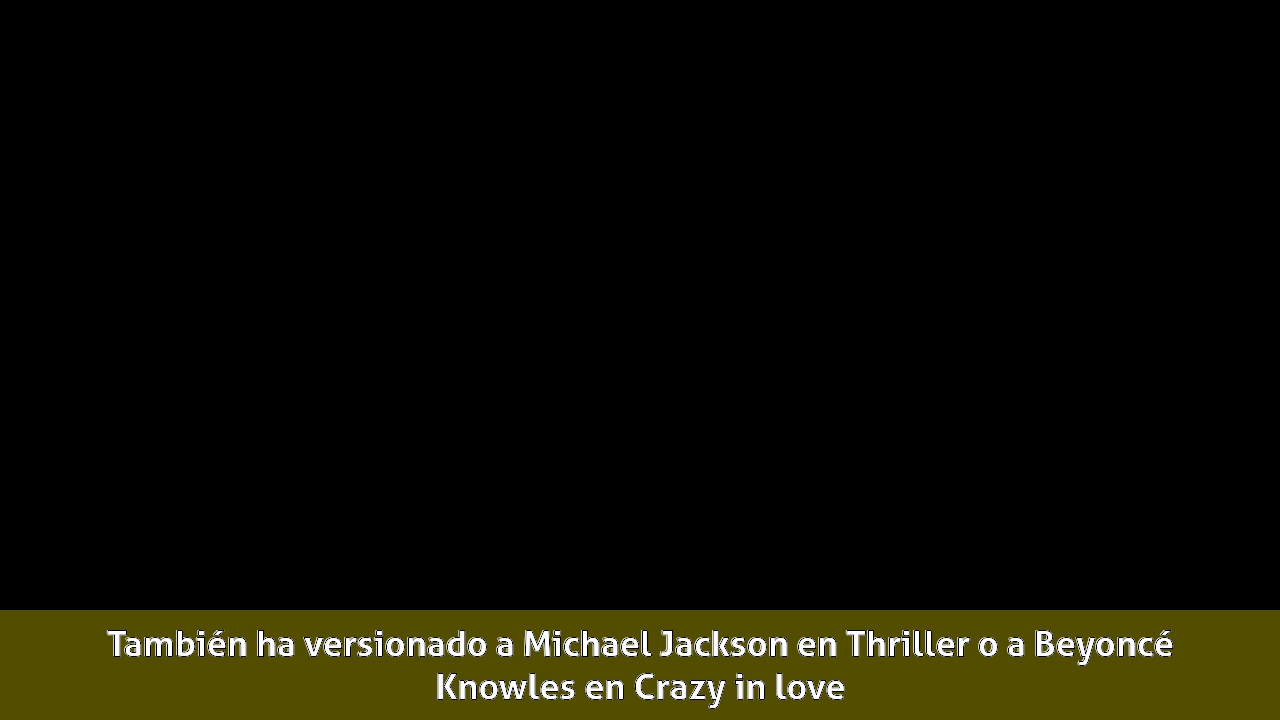 También ha versionado a Michael Jackson en Thriller o a Beyoncé
Knowles en Crazy in love